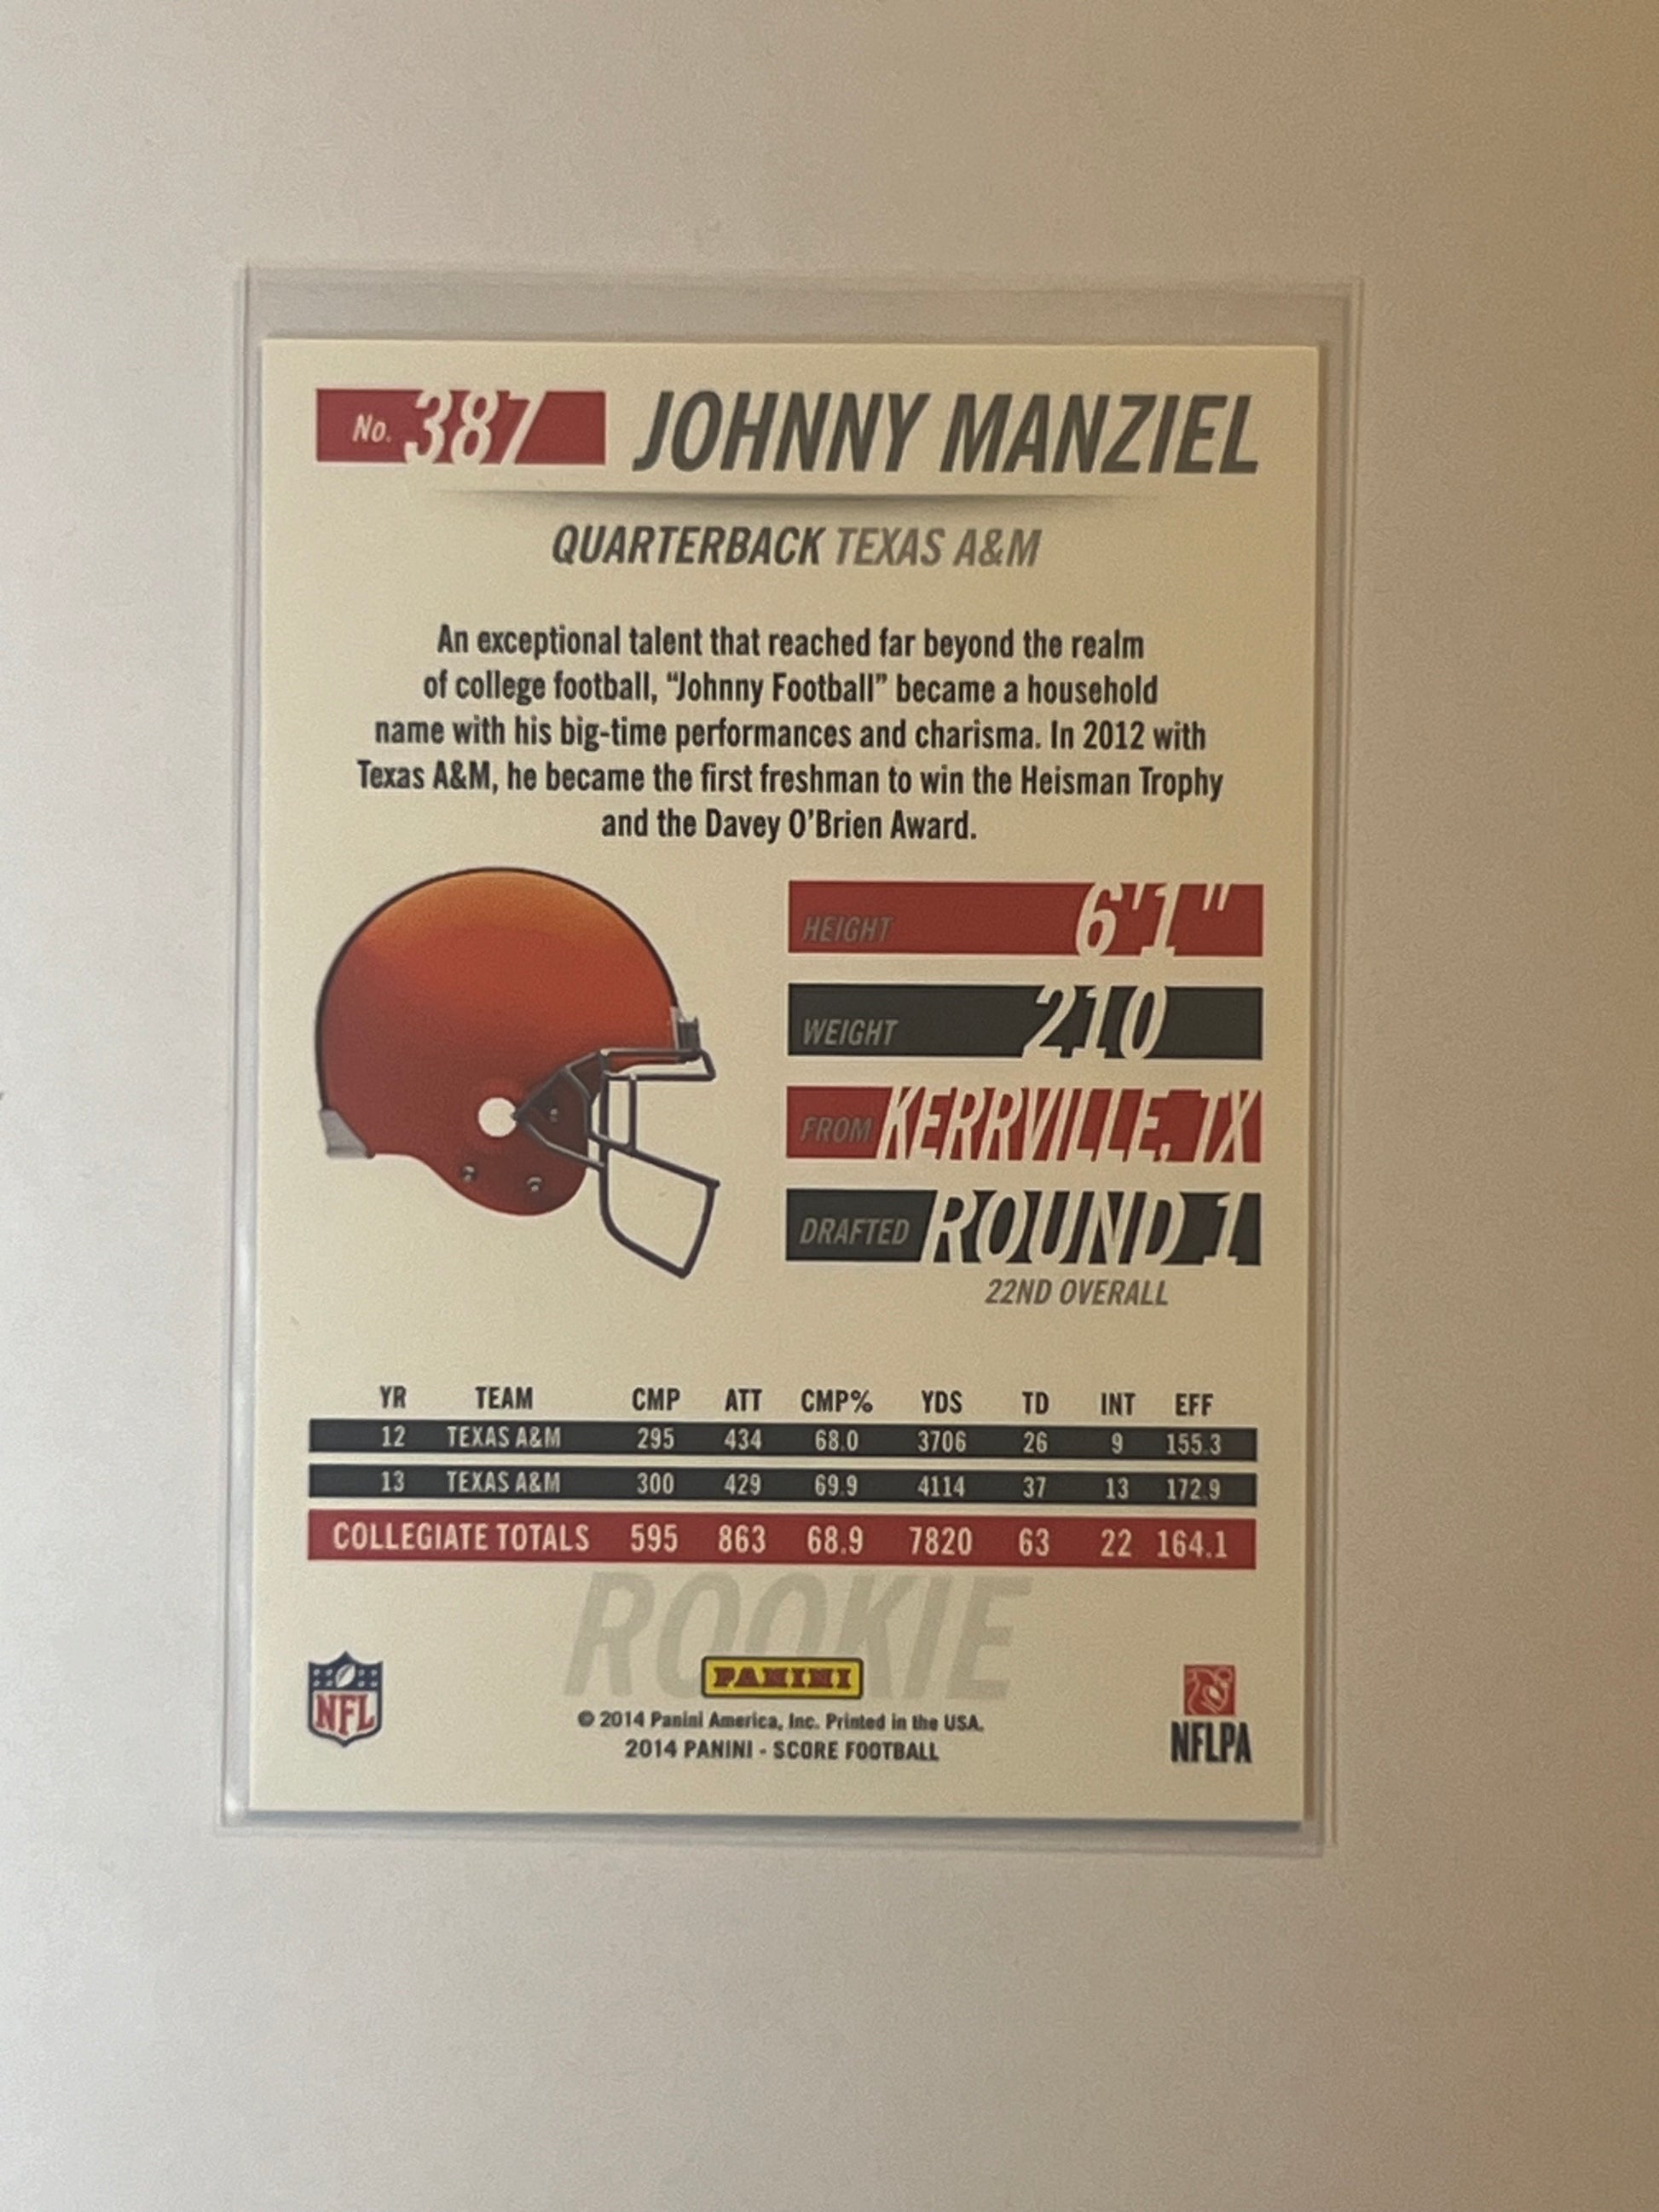 No. 387 JOHNNY MANZIEL
QUARTERBACK TEXAS A&M
An exceptional talent that reached far beyond the realm
of college football, “Johnny Football” became a household
name with his big-time performances and charisma. In 2012 with
Texas A&M, he became the first freshman to win the Heisman Trophy
and the Davey O’Brien Award.
HEIGHT 6'1"
WEIGHT 210
FROM KERRVILLE, TX
DRAFTED ROUND 1
22ND OVERALL
YR TEAM CMP ATT CMP% YDS TD INT EFF
12 TEXAS A&M 295 434 68.0 3706 26 9 155.3
13 TEXAS A&M 300 429 69.9 4114 37 13 172.9
COLLEGIATE TOTALS 595 863 68.9 7820 63 22 164.1
ROOKIE
NFL
PANINI
© 2014 Panini America, Inc. Printed in the USA.
2014 PANINI - SCORE FOOTBALL
NFLPA